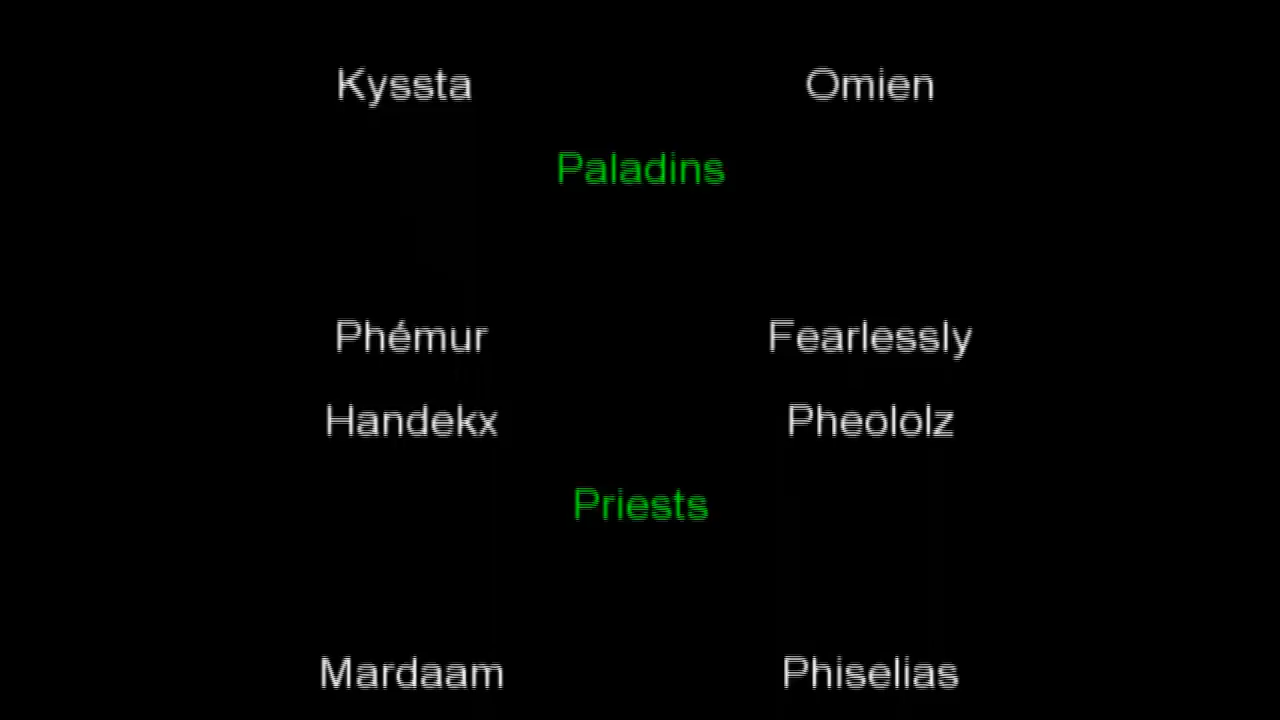 Kyssta Omien
Paladins
Phémur Fearlessly
Handekx Pheololz
Priests
Mardaam Phiselias